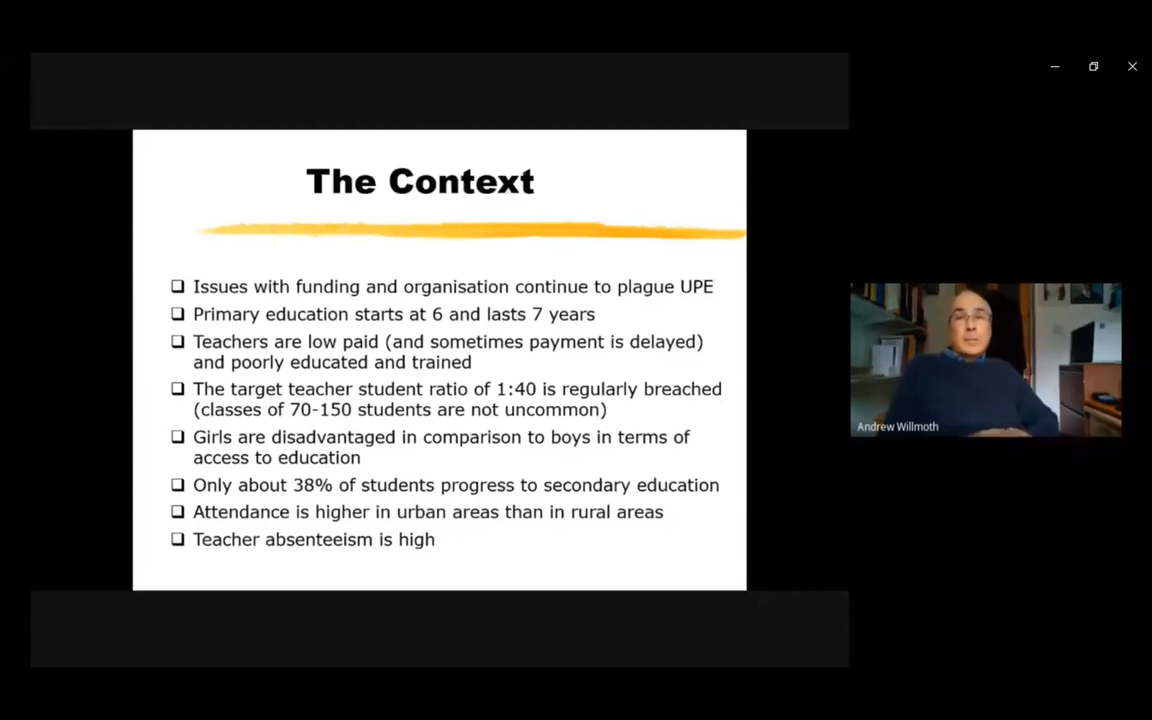 The Context
❑ Issues with funding and organisation continue to plague UPE
❑ Primary education starts at 6 and lasts 7 years
❑ Teachers are low paid (and sometimes payment is delayed)
and poorly educated and trained
❑ The target teacher student ratio of 1:40 is regularly breached
(classes of 70-150 students are not uncommon)
❑ Girls are disadvantaged in comparison to boys in terms of
access to education
❑ Only about 38% of students progress to secondary education
❑ Attendance is higher in urban areas than in rural areas
❑ Teacher absenteeism is high
Andrew Willmoth